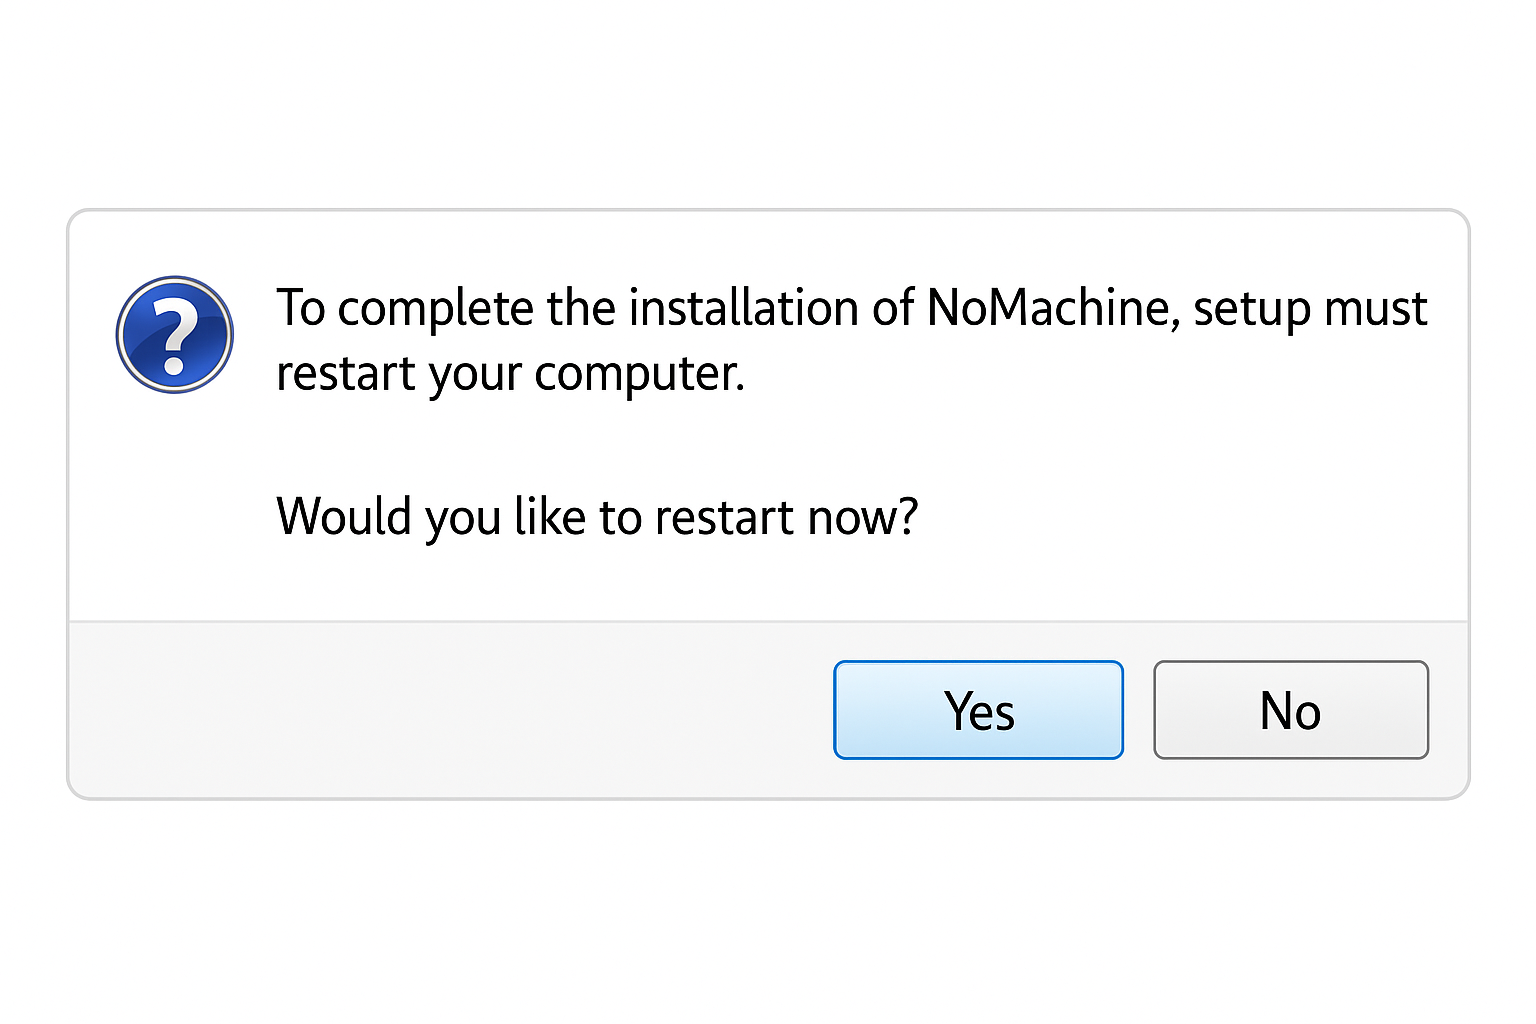 To complete the installation of NoMachine, setup must
restart your computer.
Would you like to restart now?
Yes
No